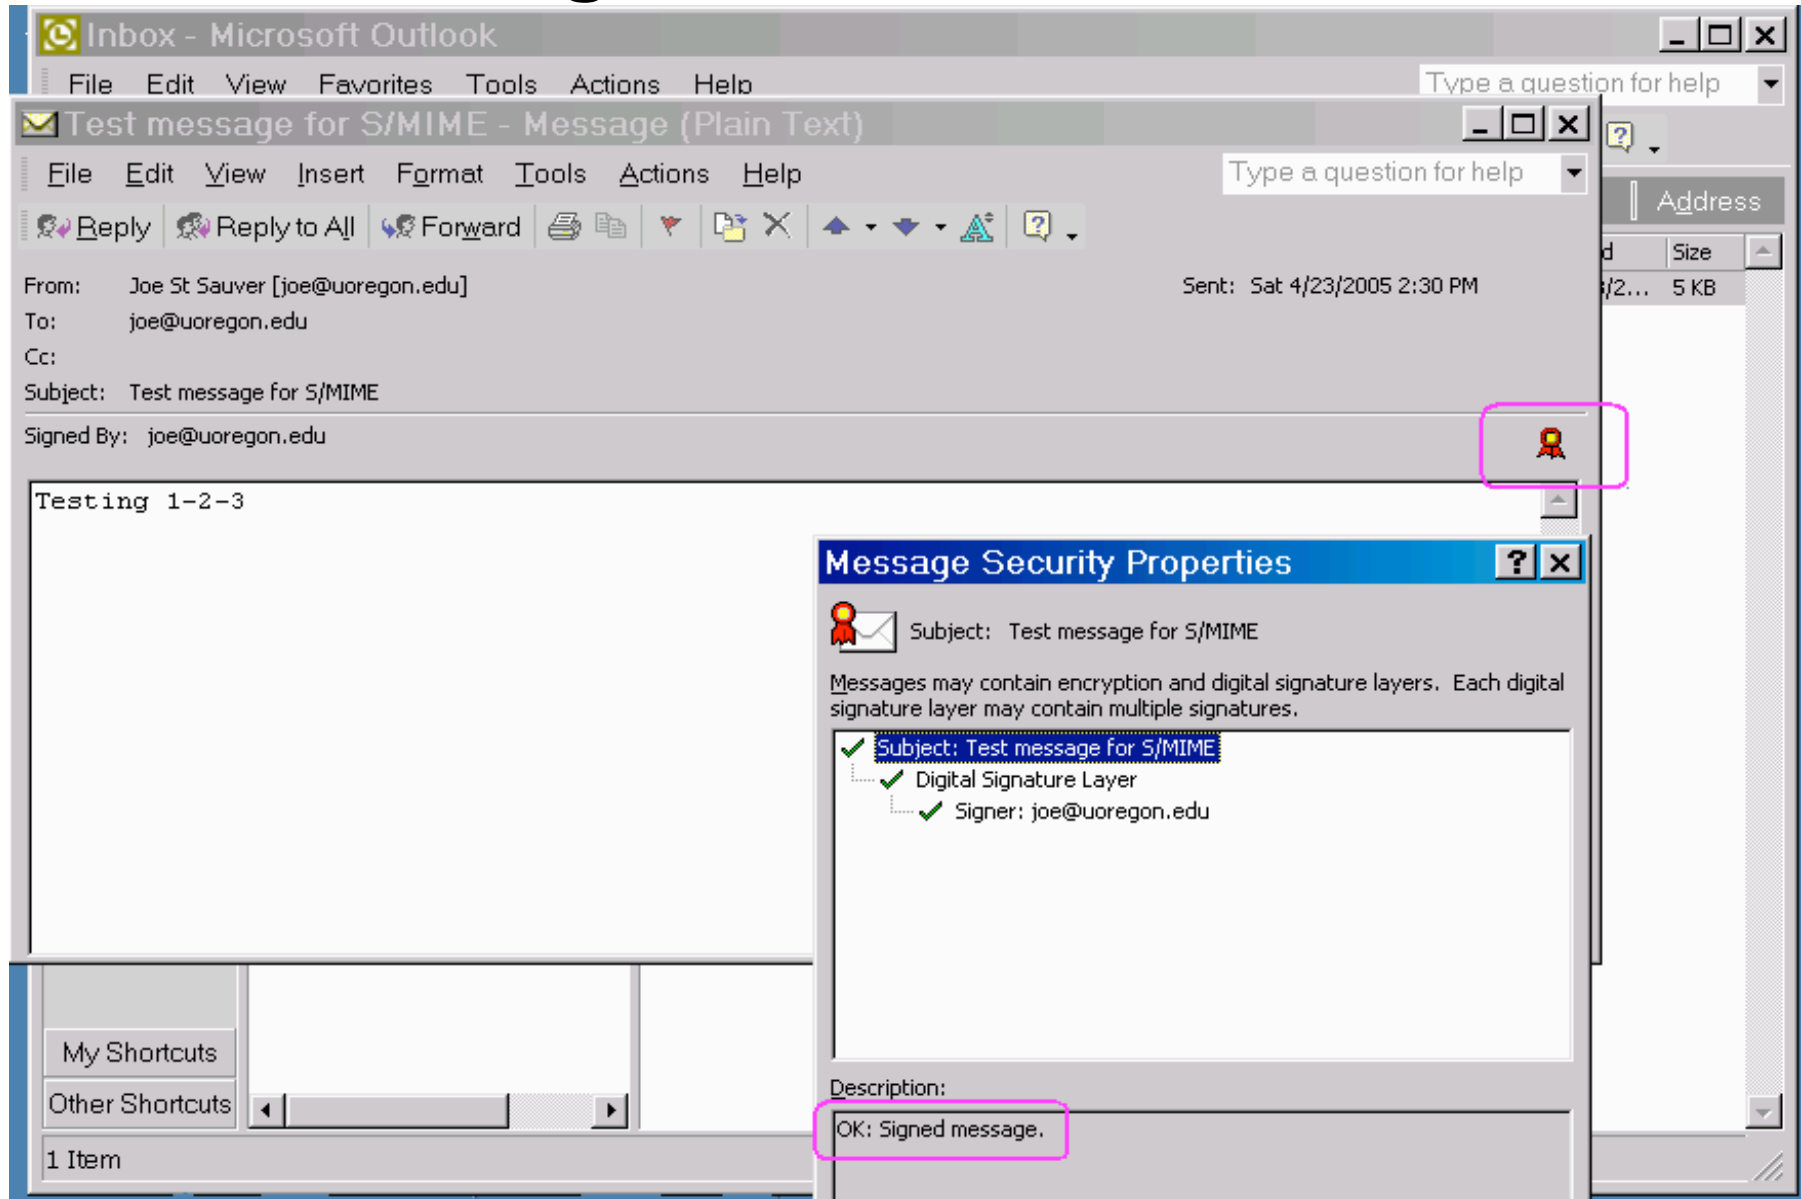 Inbox - Microsoft Outlook
File Edit View Favorites Tools Actions Help
Type a question for help
Test message for S/MIME - Message (Plain Text)
File Edit View Insert Format Tools Actions Help
Type a question for help
Address
Reply Reply to All Forward
Size
From: Joe St Sauver [joe@uoregon.edu]
Sent: Sat 4/23/2005 2:30 PM
5 KB
To: joe@uoregon.edu
Cc:
Subject: Test message for S/MIME
Signed By: joe@uoregon.edu
Testing 1-2-3
Message Security Properties
Subject: Test message for S/MIME
Messages may contain encryption and digital signature layers. Each digital
signature layer may contain multiple signatures.
Subject: Test message for S/MIME
Digital Signature Layer
Signer: joe@uoregon.edu
My Shortcuts
Other Shortcuts
Description:
OK: Signed message.
1 Item